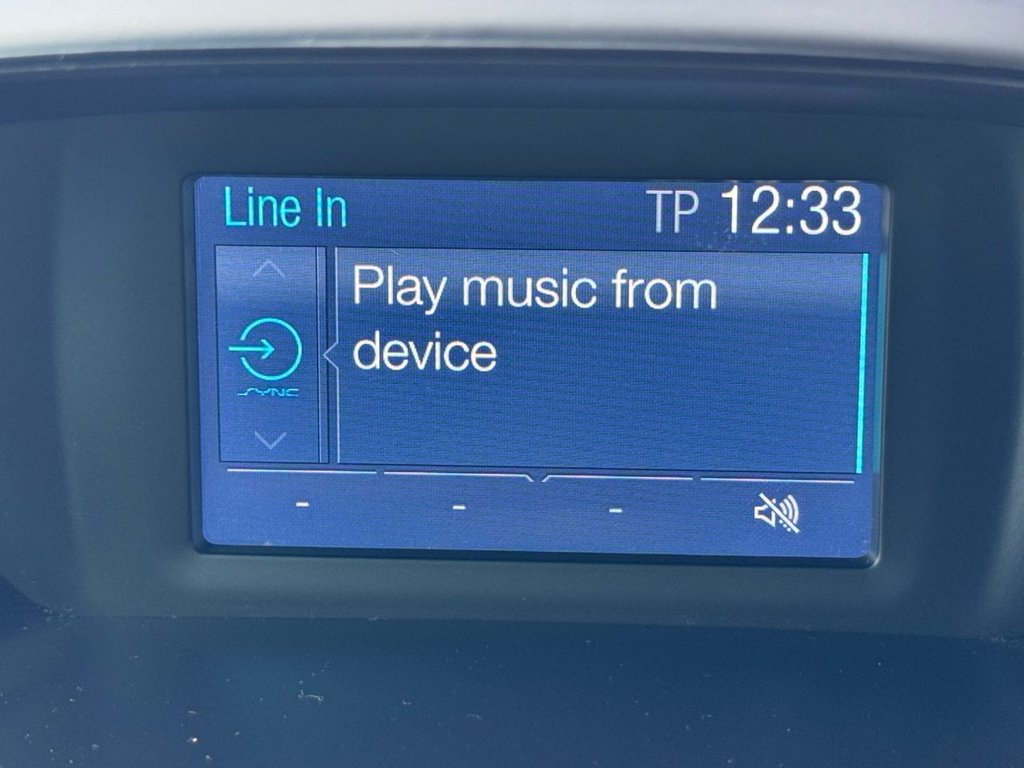 Line In
TP 12:33
Play music from
device
SYNC
- - -